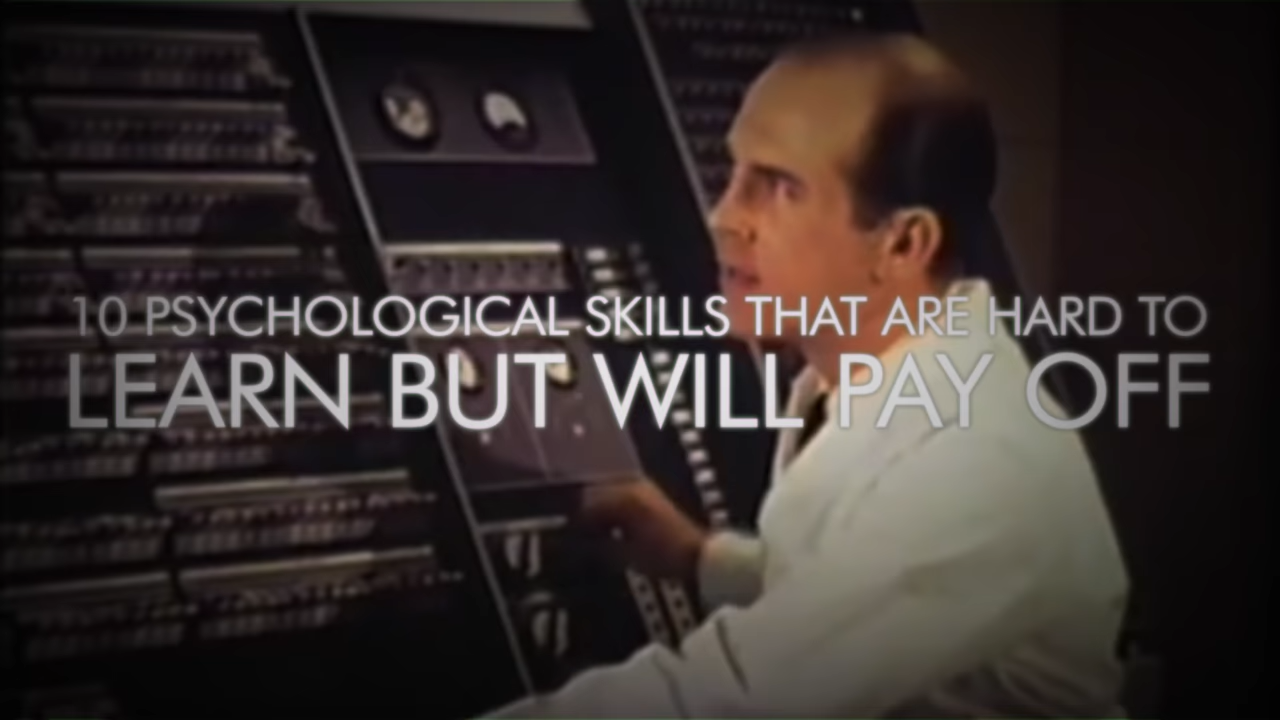 10 PSYCHOLOGICAL SKILLS THAT ARE HARD TO
LEARN BUT WILL PAY OFF